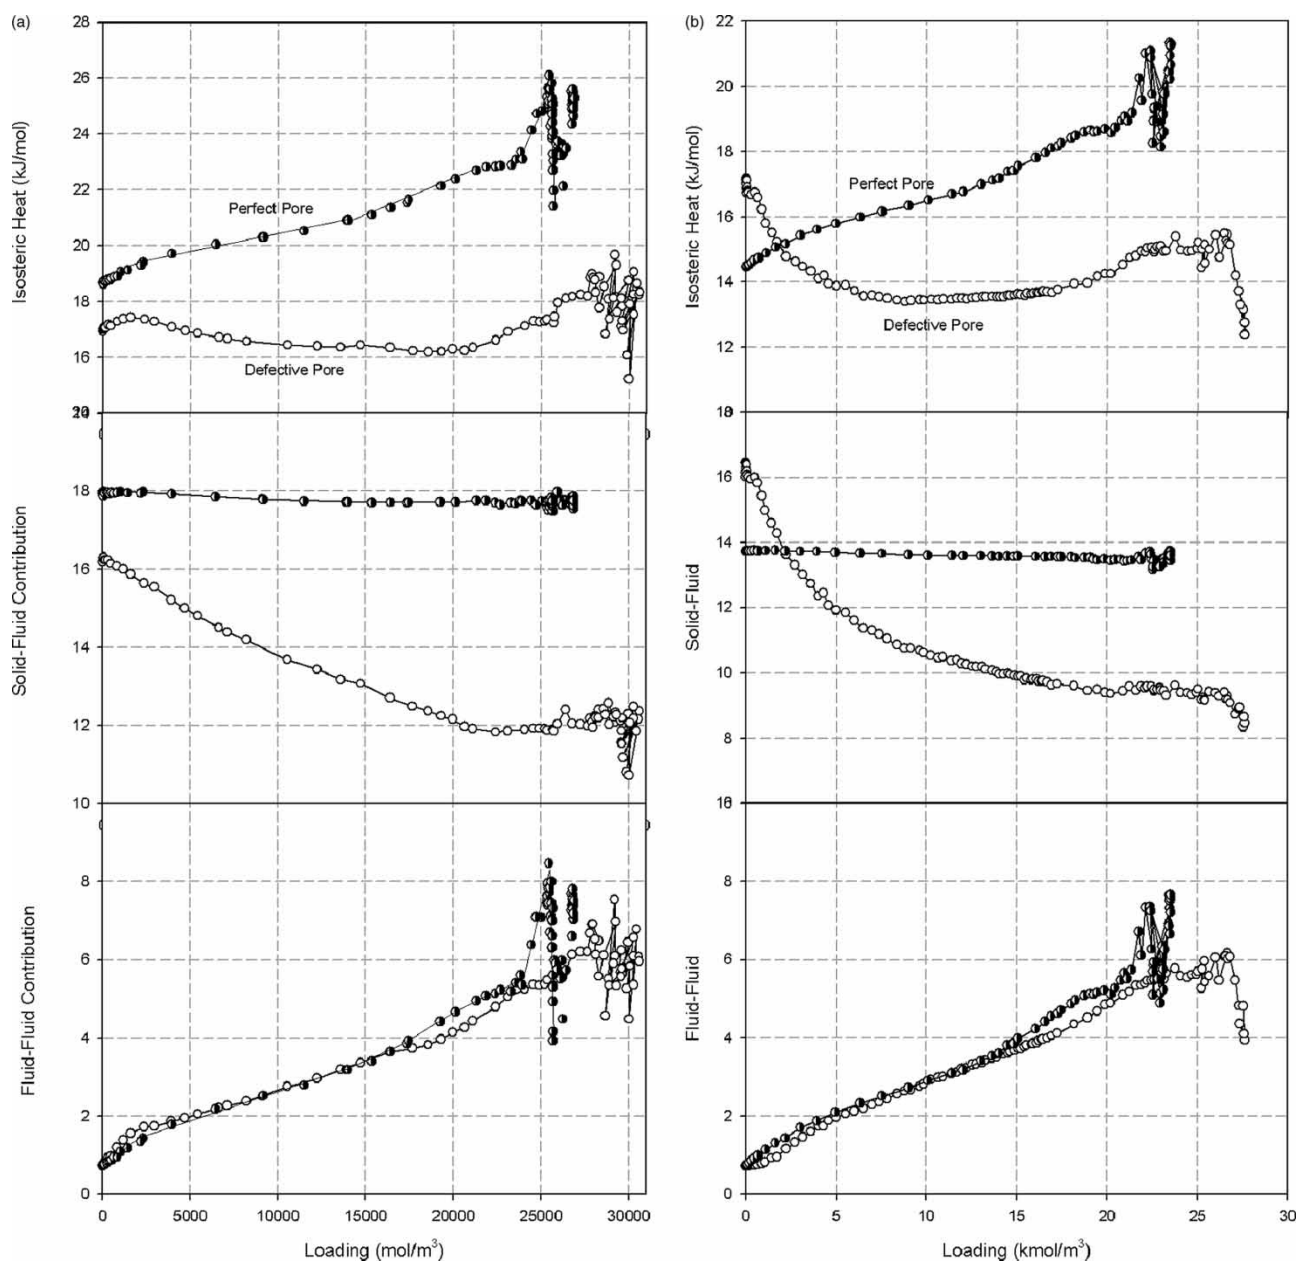 (a)
28
26
24
22
20
18
16
14
Isosteric Heat (kJ/mol)
Perfect Pore
Defective Pore
20
18
16
14
12
10
Solid-Fluid Contribution
8
6
4
2
0
Fluid-Fluid Contribution
0 5000 10000 15000 20000 25000 30000
Loading (mol/m³)
(b)
22
20
18
16
14
12
Isosteric Heat (kJ/mol)
Perfect Pore
Defective Pore
18
16
14
12
10
8
Solid-Fluid
8
6
4
2
0
Fluid-Fluid
0 5 10 15 20 25 30
Loading (kmol/m³)